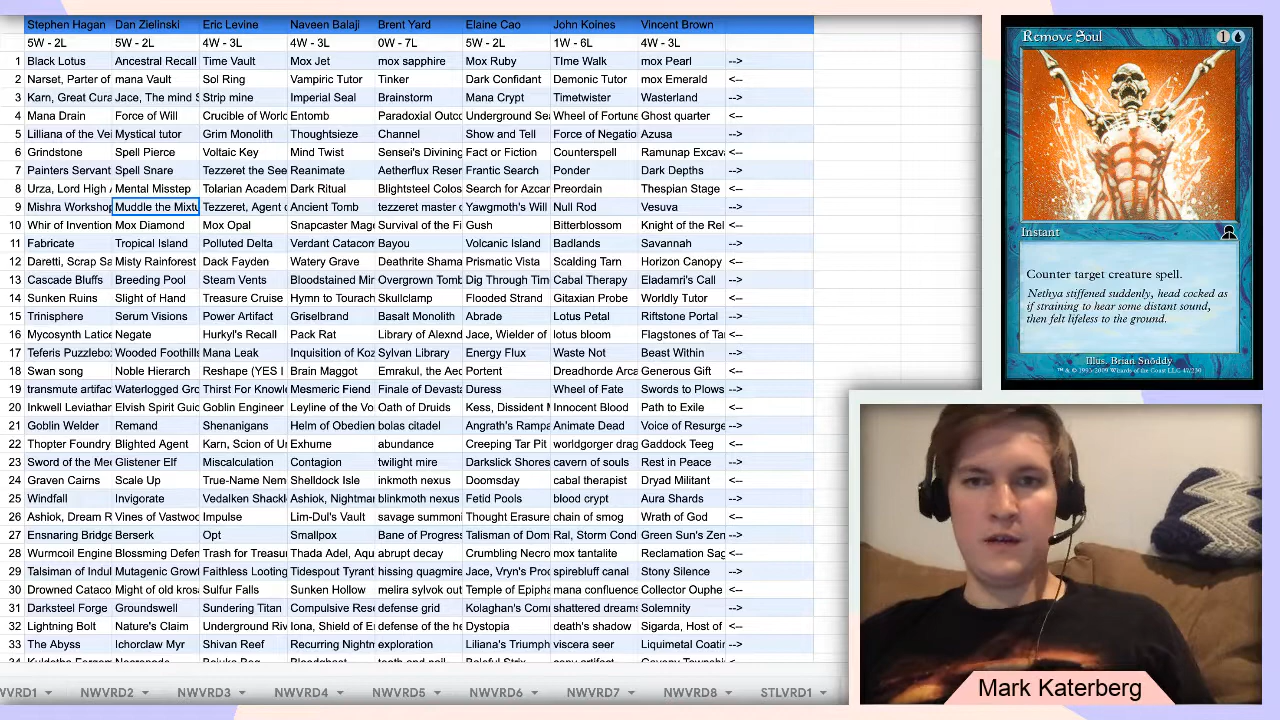 Stephen Hagan Dan Zielinski Eric Levine Naveen Balaji Brent Yard Elaine Cao John Koines Vincent Brown
5W - 2L 5W - 2L 4W - 3L 4W - 3L 0W - 7L 5W - 2L 1W - 6L 4W - 3L
1 Black Lotus Ancestral Recall Time Vault Mox Jet mox sapphire Mox Ruby TIme Walk mox Pearl -->
2 Narset, Parter of mana Vault Sol Ring Vampiric Tutor Tinker Dark Confidant Demonic Tutor mox Emerald <--
3 Karn, Great Cura Jace, The mind S Strip mine Imperial Seal Brainstorm Mana Crypt Timetwister Wasterland -->
4 Mana Drain Force of Will Crucible of Worlc Entomb Paradoxial Outco Underground Se Wheel of Fortune Ghost quarter <--
5 Lilliana of the Vei Mystical tutor Grim Monolith Thoughtsieze Channel Show and Tell Force of Negatio Azusa -->
6 Grindstone Spell Pierce Voltaic Key Mind Twist Sensei's Divining Fact or Fiction Counterspell Ramunap Excav <--
7 Painters Servant Spell Snare Tezzeret the See Reanimate Aetherflux Reser Frantic Search Ponder Dark Depths -->
8 Urza, Lord High A Mental Misstep Tolarian Academ Dark Ritual Blightsteel Colos Search for Azcar Preordain Thespian Stage <--
9 Mishra Workshop Muddle the Mixtu Tezzeret, Agent o Ancient Tomb tezzeret master o Yawgmoth's Will Null Rod Vesuva -->
10 Whir of Invention Mox Diamond Mox Opal Snapcaster Mage Survival of the Fi Gush Bitterblossom Knight of the Rel <--
11 Fabricate Tropical Island Polluted Delta Verdant Catacom Bayou Volcanic Island Badlands Savannah -->
12 Daretti, Scrap Sa Misty Rainforest Dack Fayden Watery Grave Deathrite Shama Prismatic Vista Scalding Tarn Horizon Canopy <--
13 Cascade Bluffs Breeding Pool Steam Vents Bloodstained Mir Overgrown Tomb Dig Through Tim Cabal Therapy Eladamri's Call -->
14 Sunken Ruins Slight of Hand Treasure Cruise Hymn to Tourach Skullclamp Flooded Strand Gitaxian Probe Worldly Tutor <--
15 Trinisphere Serum Visions Power Artifact Griselbrand Basalt Monolith Abrade Lotus Petal Riftstone Portal -->
16 Mycosynth Lattice Negate Hurkyl's Recall Pack Rat Library of Alexnd Jace, Wielder of lotus bloom Flagstones of Tar <--
17 Teferis Puzzlebox Wooded Foothills Mana Leak Inquisition of Koz Sylvan Library Energy Flux Waste Not Beast Within -->
18 Swan song Noble Hierarch Reshape (YES I Brain Maggot Emrakul, the Aec Fluent Dreadhorde Arca Generous Gift <--
19 transmute artifac Waterlogged Gro Thirst For Knowle Mesmeric Fiend Finale of Devastation Wheel of Fate Swords to Plows -->
20 Inkwell Leviathan Elvish Spirit Guid Goblin Engineer Leyline of the Vo Oath of Druids Kess, Dissident M Innocent Blood Path to Exile <--
21 Goblin Welder Remand Shenanigans Helm of Obedien bolas citadel Angrath's Rampa Animate Dead Voice of Resurge -->
22 Thopter Foundry Blighted Agent Karn, Scion of Ur Exhume abundance Creeping Tar Pit worldgorger drag Gaddock Teeg <--
23 Sword of the Mee Glistener Elf Miscalculation Contagion twilight mire Darkslick Shores cavern of souls Rest in Peace -->
24 Graven Cairns Scale Up True-Name Nem Shelldock Isle inkmoth nexus Doomsday cabal therapist Dryad Militant <--
25 Windfall Invigorate Vedalken Shackle Ashiok, Nightmar blinkmoth nexus Fetid Pools blood crypt Aura Shards -->
26 Ashiok, Dream R Vines of Vastwoo Impulse Lim-Dul's Vault savage summon Thought Erasure chain of smog Wrath of God <--
27 Ensnaring Bridge Berserk Opt Smallpox Bane of Progress Talisman of Dom Ral, Storm Cond Green Sun's Zen -->
28 Wurmcoil Engine Blossming Defen Trash for Treasur Thada Adel, Aqu abrupt decay Crumbling Necro mox tantalite Reclamation Sag <--
29 Talsiman of Indul Mutagenic Growt Faithless Looting Tidespout Tyrant hissing quagmire Jace, Vryn's Proc spirebluff canal Stony Silence -->
30 Drowned Cataco Might of old kros Sulfur Falls Sunken Hollow melira sylvok out Temple of Epipha mana confluence Collector Ouphe <--
31 Darksteel Forge Groundswell Sundering Titan Compulsive Rese defense grid Kolaghan's Com shattered dream Solemnity -->
32 Lightning Bolt Nature's Claim Underground Riv Iona, Shield of E defense of the he Dystopia death's shadow Sigarda, Host of <--
33 The Abyss Ichorclaw Myr Shivan Reef Recurring Nightm exploration Liliana's Triumph viscera seer Liquimetal Coatir -->
WVRD1 NWVRD2 NWVRD3 NWVRD4 NWVRD5 NWVRD6 NWVRD7 NWVRD8 STLVRD1
Remove Soul 1
Instant
Counter target creature spell.
Nethya stiffened suddenly, head cocked as
if straining to hear some distant sound,
then felt lifeless to the ground.
Illus. Brian Snõddy
Mark Katerberg